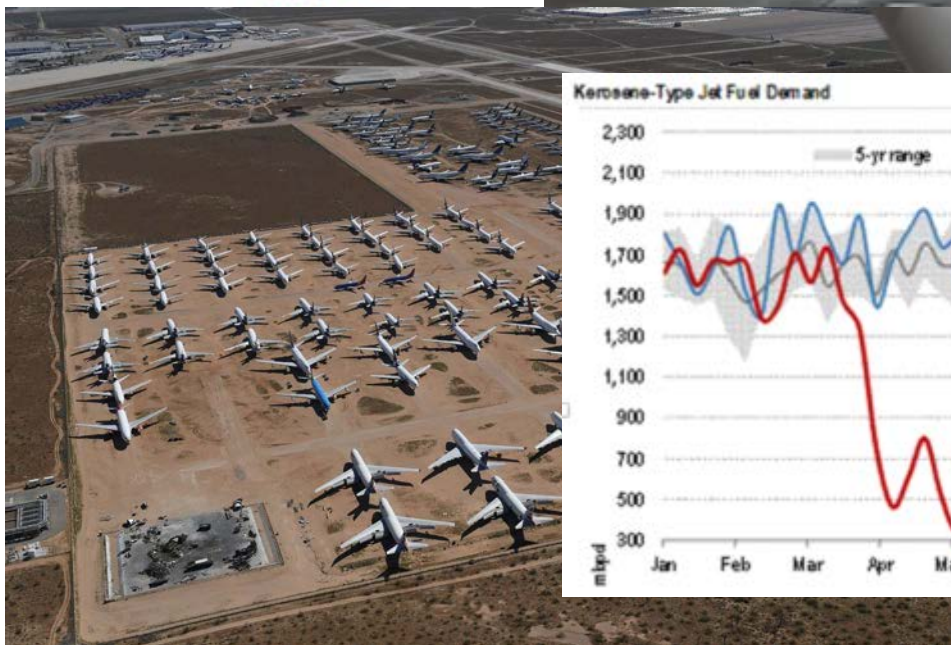 Kerosene-Type Jet Fuel Demand
2,300
5-yr range
2,100
1,900
1,700
1,500
1,300
1,100
900
700
500
300
mbpd
Jan Feb Mar Apr